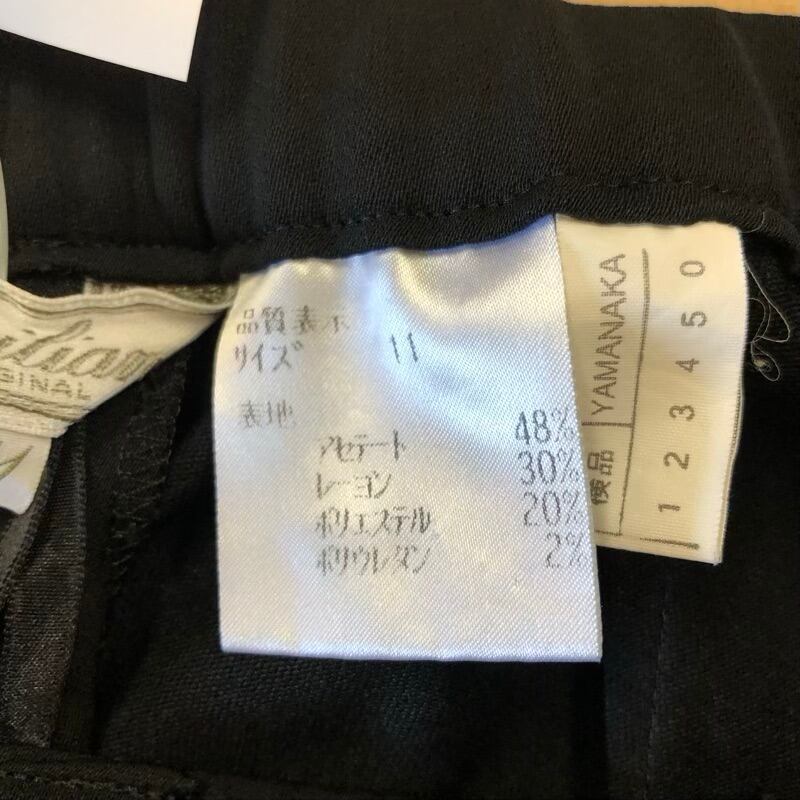 品質表示
サイズ 11
表地
アセテート 48%
レーヨン 30%
ポリエステル 20%
ポリウレタン 2%
検品 YAMANAKA
1 2 3 4 5 0
GINAL